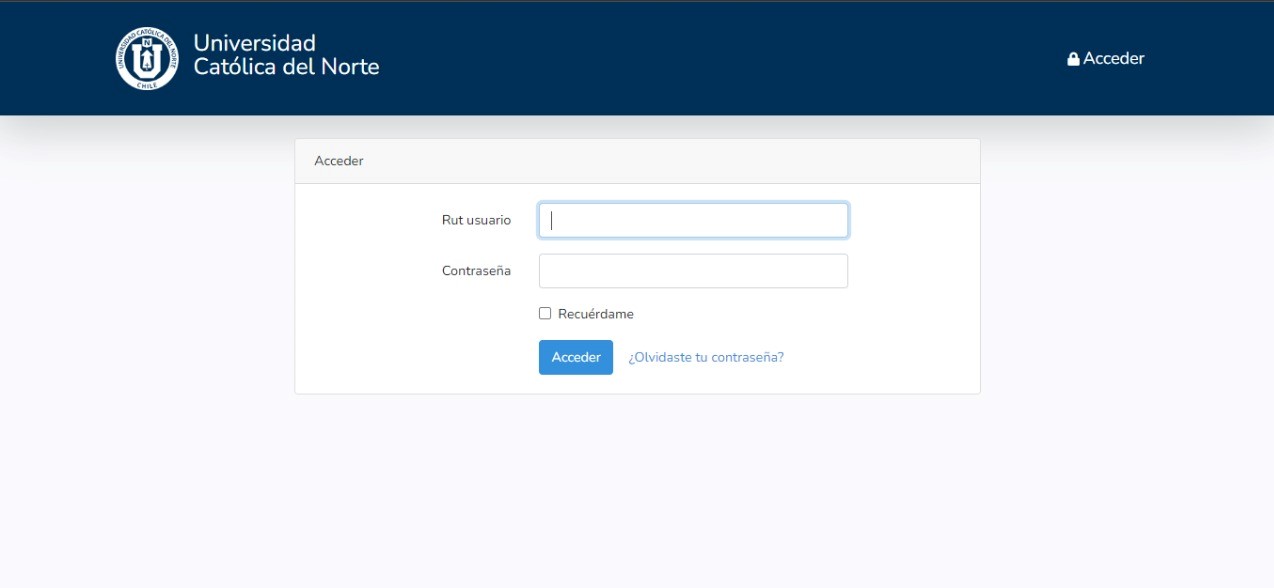 UNIVERSIDAD CATÓLICA DEL NORTE
N
CHILE
Universidad
Católica del Norte
Acceder
Acceder
Rut usuario
Contraseña
Recuérdame
Acceder
¿Olvidaste tu contraseña?